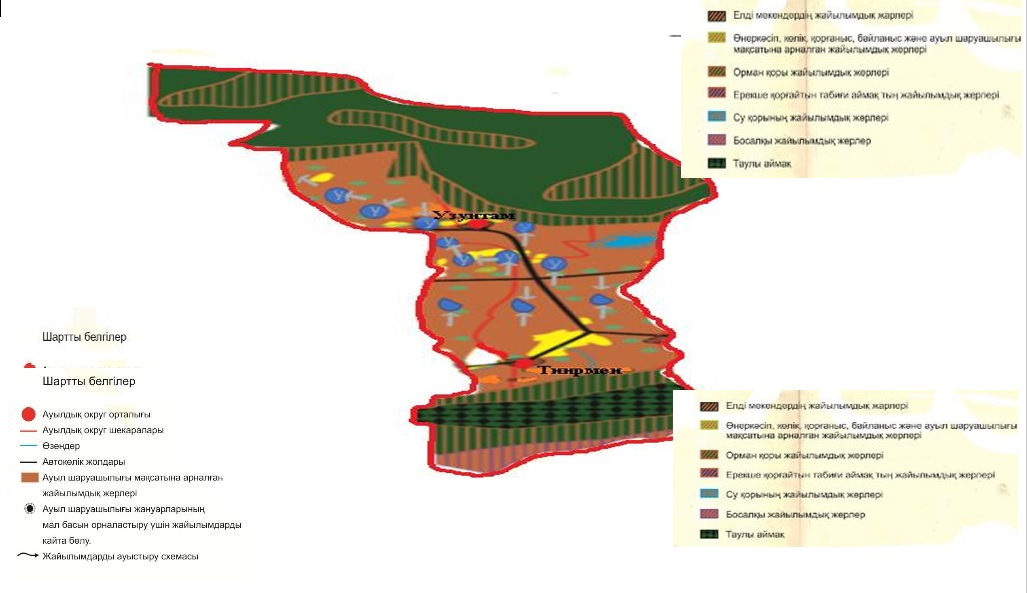 Елді мекендердің жайылымдық жәрлері
Өнеркәсіп, көлік, қорғаныс, байланыс және ауыл шаруашылығы
мақсатына арналған жайылымдық жерлері
Орман қоры жайылымдық жерлері
Ерекше қорғайтын табиғи аймақ тың жайылымдық жерлері
Су қорының жайылымдық жерлері
Босалқы жайылымдық жерлер
Таулы аймақ
Узунтам
У
У
У
У
У
У
Тиирмен
Шартты белгілер
Шартты белгілер
Ауылдық округ орталығы
Ауылдық округ шекаралары
Өзендер
Автокөлік жолдары
Ауыл шаруашылығы мақсатына арналған
жайылымдық жерлері
Ауыл шаруашылығы жануарларының
мал басын орналастыру үшін жайылымдарды
кайта бөлу.
Жайылымдарды ауыстыру схемасы
Елді мекендердің жайылымдық жәрлері
Өнеркәсіп, көлік, қорғаныс, байланыс және ауыл шаруашылығы
мақсатына арналған жайылымдық жерлері
Орман қоры жайылымдық жерлері
Ерекше қорғайтын табиғи аймақ тың жайылымдық жерлері
Су қорының жайылымдық жерлері
Босалқы жайылымдық жерлер
Таулы аймақ